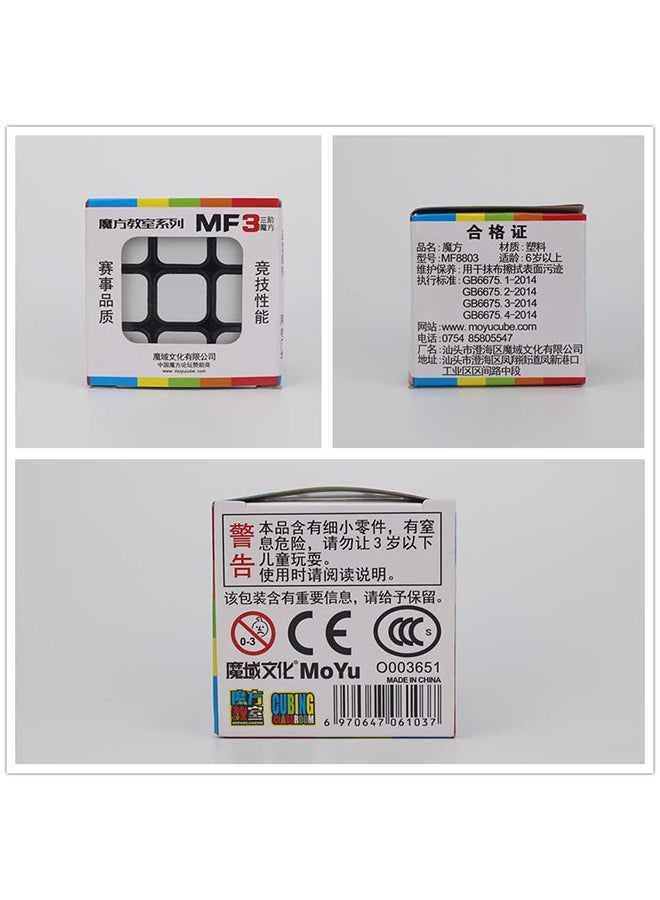 魔方教室系列 MF3 三阶
魔方
赛事品质
竞技性能
魔域文化有限公司
中国魔方论坛赞助商
www. moyucube. com
合格证
品名: 魔方 材质: 塑料
型号: MF8803 适龄: 6岁以上
维护保养: 用干抹布擦拭表面污迹
执行标准: GB6675. 1-2014
GB6675. 2-2014
GB6675. 3-2014
GB6675. 4-2014
网站: www. moyucube. com
电话: 0754 85805547
厂名: 汕头市澄海区魔域文化有限公司
地址: 汕头市澄海区凤翔街道凤新港口
工业区区间路中段
警告
本品含有细小零件，有窒
息危险，请勿让3岁以下
儿童玩耍。
使用时请阅读说明。
该包装含有重要信息，请给予保留。
0-3 CE CCC S
魔域文化® MoYu O003651
MADE IN CHINA
魔方 CUBING
教室 CLASSROOM
MOFANGJIAOSHI
6 970647 061037